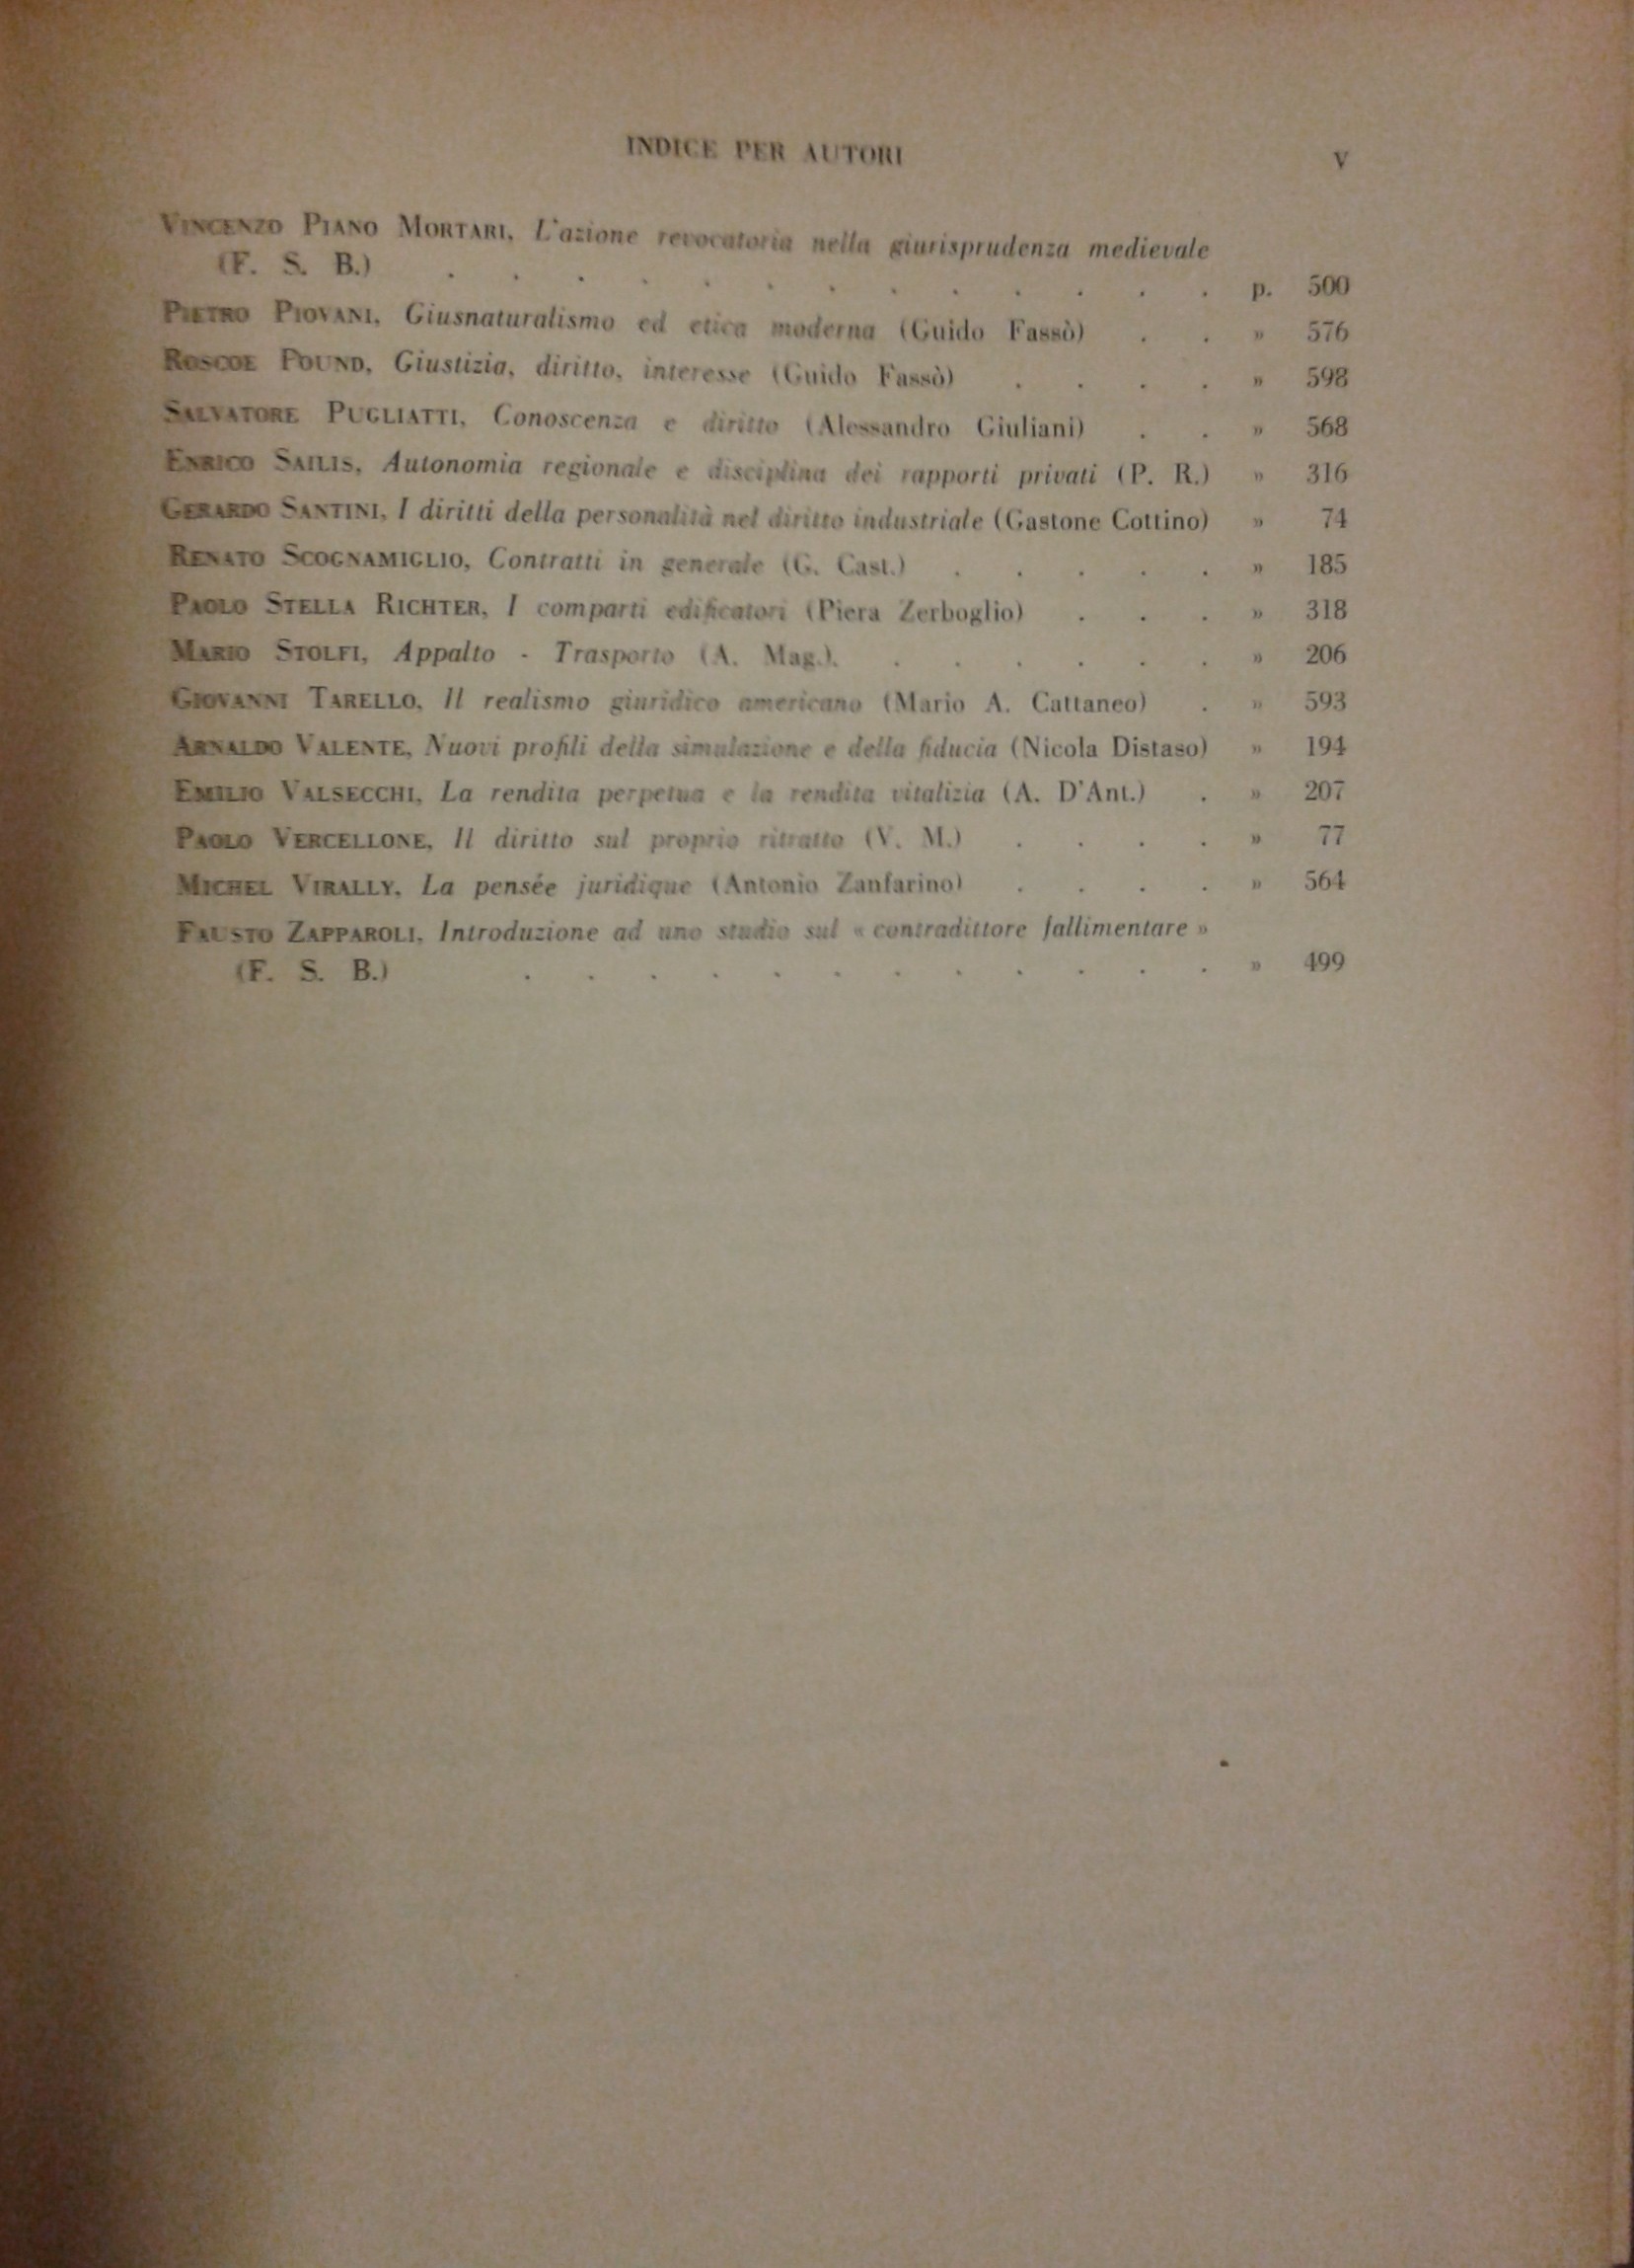 INDICE PER AUTORI V
VINCENZO PIANO MORTARI, L'azione revocatoria nella giurisprudenza medievale
(F. S. B.) . . . . . . . . . . . . . p. 500
PIETRO PIOVANI, Giusnaturalismo ed etica moderna (Guido Fassò) . . » 576
ROSCOE POUND, Giustizia, diritto, interesse (Guido Fassò) . . . . » 598
SALVATORE PUGLIATTI, Conoscenza e diritto (Alessandro Giuliani) . . » 568
ENRICO SAILIS, Autonomia regionale e disciplina dei rapporti privati (P. R.) » 316
GERARDO SANTINI, I diritti della personalità nel diritto industriale (Gastone Cottino) » 74
RENATO SCOGNAMIGLIO, Contratti in generale (G. Cast.) . . . . . » 185
PAOLO STELLA RICHTER, I comparti edificatori (Piera Zerboglio) . . . » 318
MARIO STOLFI, Appalto - Trasporto (A. Mag.). . . . . . . » 206
GIOVANNI TARELLO, Il realismo giuridico americano (Mario A. Cattaneo) . » 593
ARNALDO VALENTE, Nuovi profili della simulazione e della fiducia (Nicola Distaso) » 194
EMILIO VALSECCHI, La rendita perpetua e la rendita vitalizia (A. D'Ant.) . » 207
PAOLO VERCELLONE, Il diritto sul proprio ritratto (V. M.) . . . . » 77
MICHEL VIRALLY, La pensée juridique (Antonio Zanfarino) . . . . » 564
FAUSTO ZAPPAROLI, Introduzione ad uno studio sul « contradittore fallimentare »
(F. S. B.) . . . . . . . . . . . . » 499